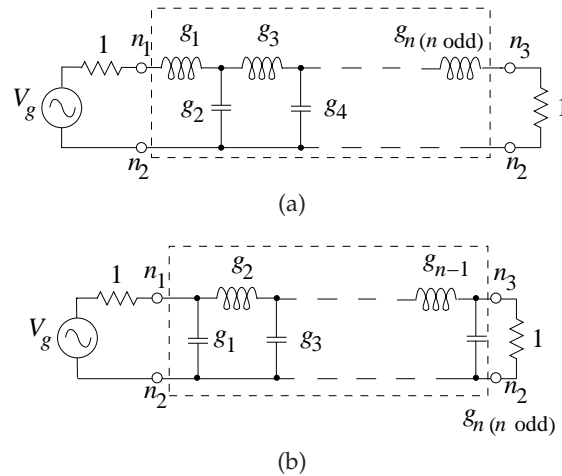 1 n1 g1 g3 gn (n odd) n3
Vg g2 g4 1
n2 n2
(a)
1 n1 g2 gn−1 n3
Vg g1 g3 1
n2 n2
gn (n odd)
(b)